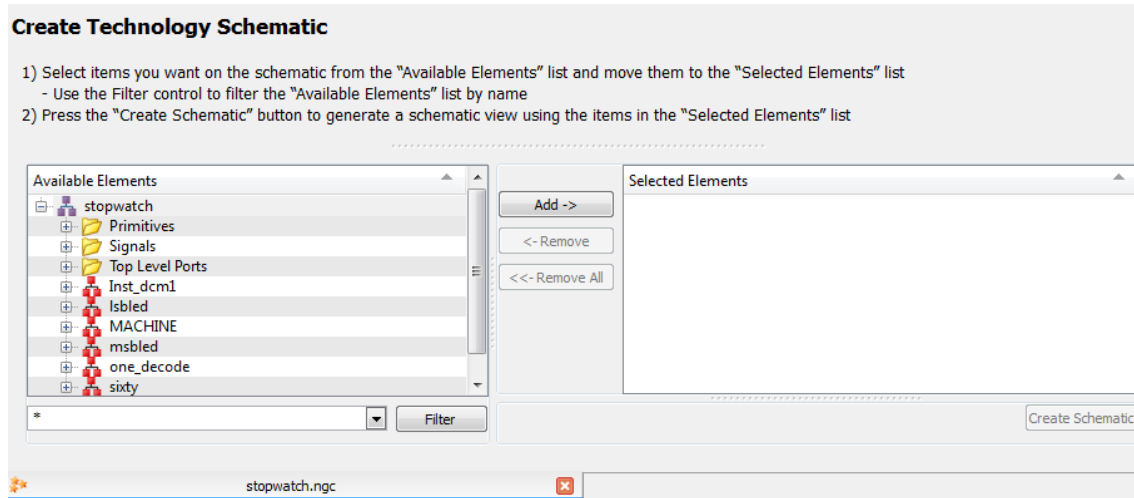 Create Technology Schematic
1) Select items you want on the schematic from the "Available Elements" list and move them to the "Selected Elements" list
- Use the Filter control to filter the "Available Elements" list by name
2) Press the "Create Schematic" button to generate a schematic view using the items in the "Selected Elements" list
Available Elements
stopwatch
Primitives
Signals
Top Level Ports
Inst_dcm1
lsbled
MACHINE
msbled
one_decode
sixty
*
Filter
Add ->
<- Remove
<<- Remove All
Selected Elements
Create Schematic
stopwatch.ngc